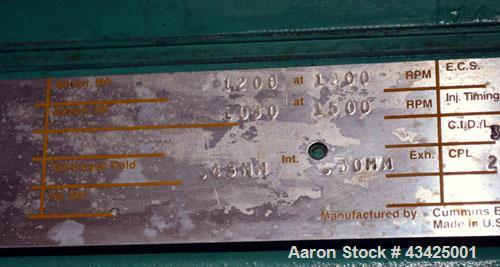 1200 at 1800 RPM E.C.S.
1050 at 1500 RPM Inj. Timing
C.I.D./L
Cold Int. .30MM Exh. CPL 2
Manufactured by Cummins E
Made in U.S
Aaron Stock # 43425001